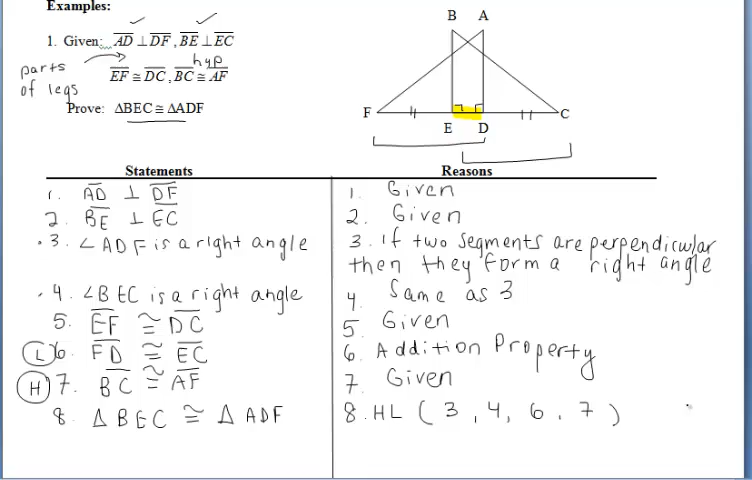 Examples:
1. Given: AD ⊥ DF, BE ⊥ EC
hyp
parts
of legs
EF ≅ DC, BC ≅ AF
Prove: ΔBEC ≅ ΔADF
B A
F C
E D
Statements Reasons
1. AD ⊥ DF 1. Given
2. BE ⊥ EC 2. Given
3. ∠ADF is a right angle 3. If two segments are perpendicular
then they form a right angle
4. ∠BEC is a right angle 4. Same as 3
5. EF ≅ DC 5. Given
L 6. FD ≅ EC 6. Addition Property
H 7. BC ≅ AF 7. Given
8. Δ BEC ≅ Δ ADF 8. HL (3, 4, 6, 7)